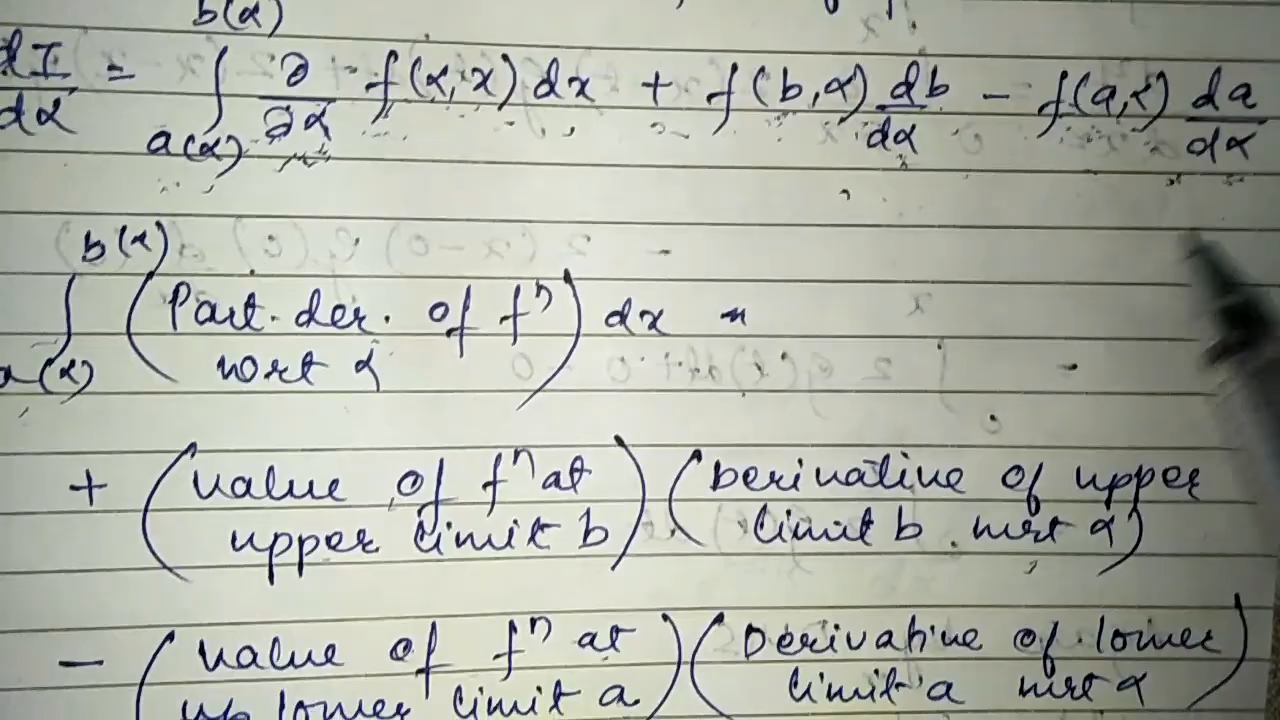 b(α)
dI/dα = ∫ ∂/∂α f(α,x) dx + f(b,α) db/dα - f(a,α) da/dα
a(α)
b(α)
∫ (Part. der. of fⁿ) dx
a(α) wrt α
+ (Value of fⁿ at (Derivative of upper
upper limit b) limit b wrt α)
- (Value of fⁿ at) (Derivative of lower
lower limit a limit a wrt α)